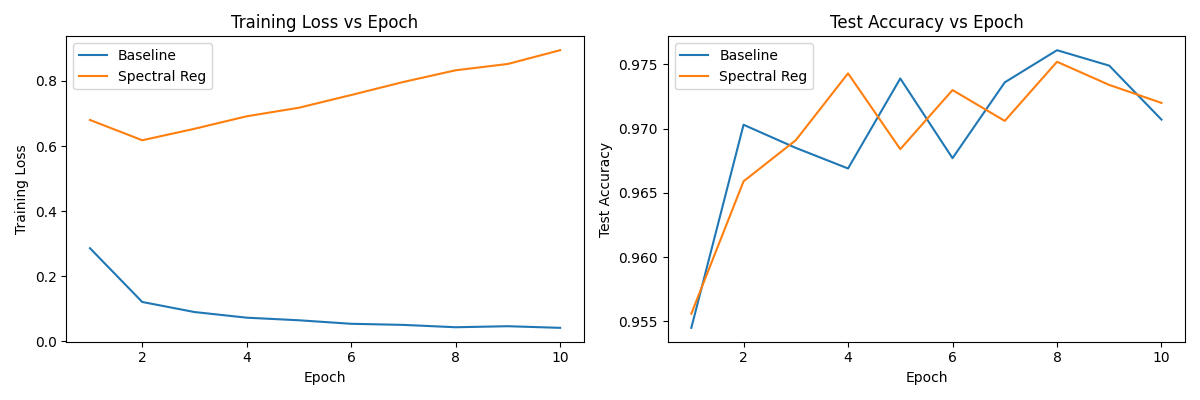 Training Loss vs Epoch
Baseline
Spectral Reg
0.8
0.6
0.4
0.2
0.0
Training Loss
2 4 6 8 10
Epoch
Test Accuracy vs Epoch
Baseline
Spectral Reg
0.975
0.970
0.965
0.960
0.955
Test Accuracy
2 4 6 8 10
Epoch